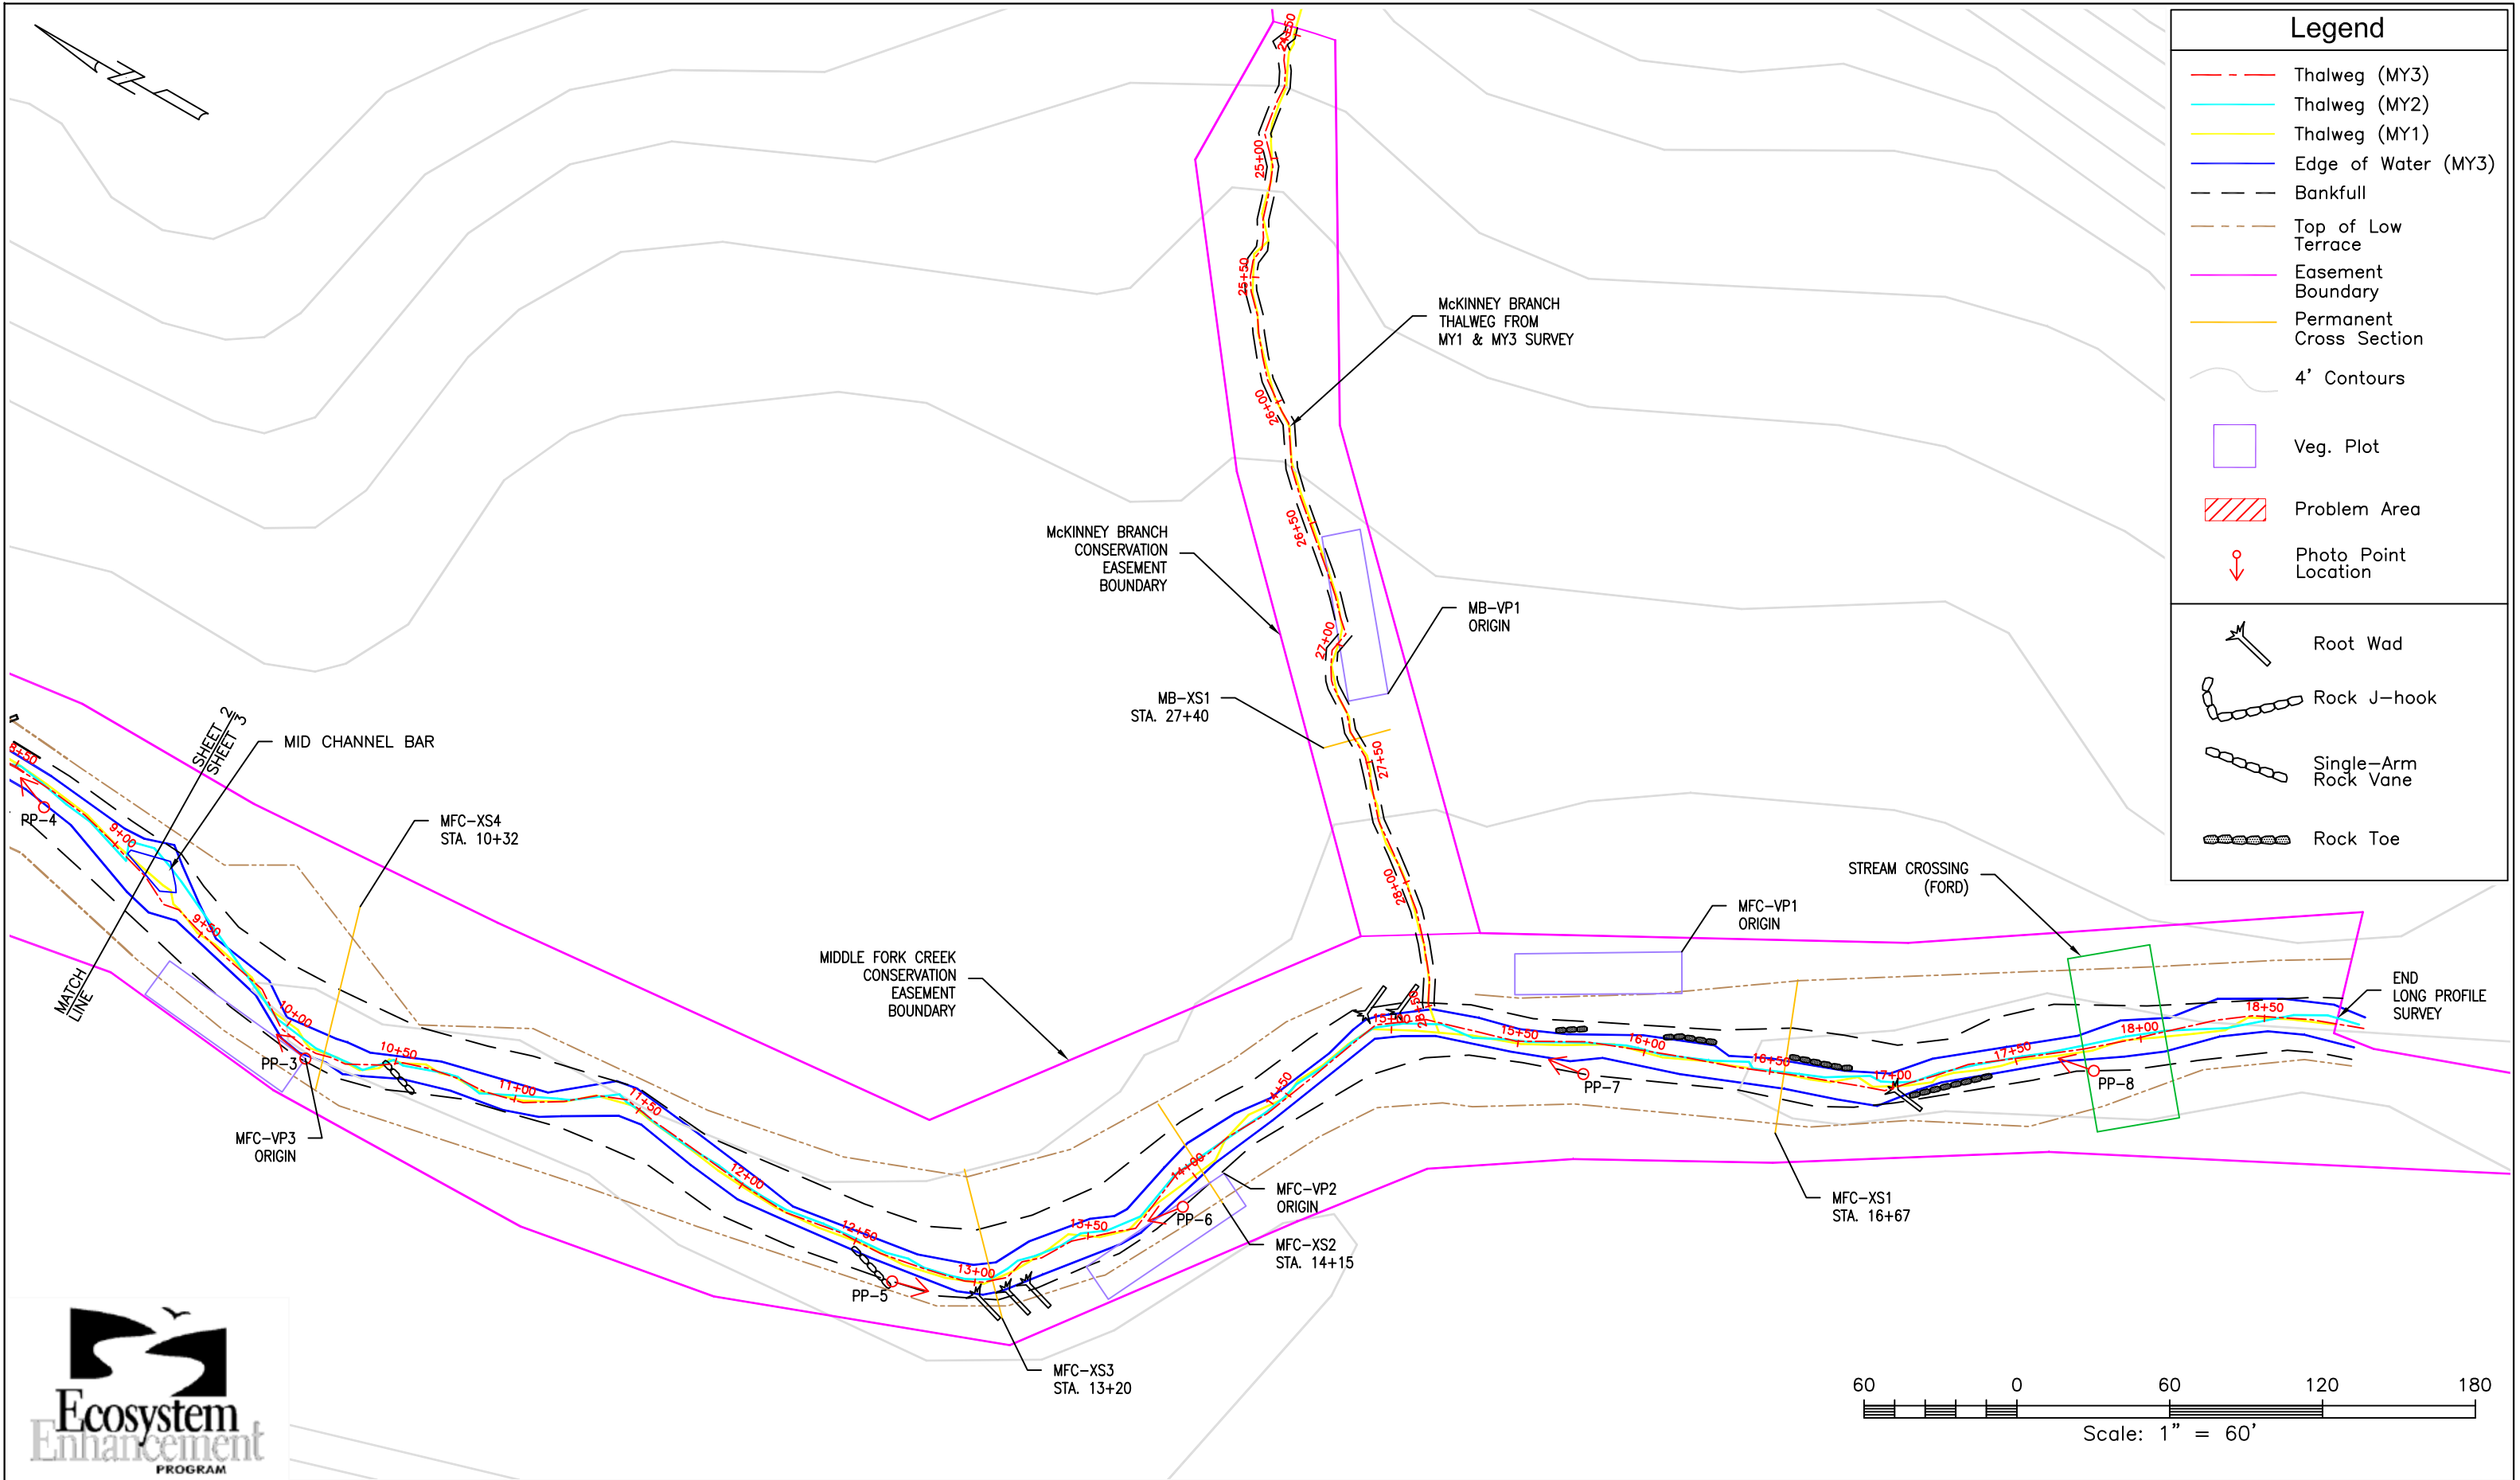 24+50
25+00
25+50
McKINNEY BRANCH
THALWEG FROM
MY1 & MY3 SURVEY
26+00
26+50
McKINNEY BRANCH
CONSERVATION
EASEMENT
BOUNDARY
MB-VP1
ORIGIN
27+00
MB-XS1
STA. 27+40
27+50
28+00
28+50
SHEET 2
SHEET 3
MATCH
LINE
MID CHANNEL BAR
8+50
PP-4
9+00
9+50
MFC-XS4
STA. 10+32
10+00
PP-3
10+50
11+00
11+50
MFC-VP3
ORIGIN
MIDDLE FORK CREEK
CONSERVATION
EASEMENT
BOUNDARY
12+00
12+50
PP-5
13+00
13+50
MFC-XS3
STA. 13+20
14+00
PP-6
MFC-VP2
ORIGIN
MFC-XS2
STA. 14+15
14+50
15+00
15+50
MFC-VP1
ORIGIN
PP-7
16+00
16+50
MFC-XS1
STA. 16+67
17+00
17+50
STREAM CROSSING
(FORD)
PP-8
18+00
18+50
END
LONG PROFILE
SURVEY
Legend
Thalweg (MY3)
Thalweg (MY2)
Thalweg (MY1)
Edge of Water (MY3)
Bankfull
Top of Low
Terrace
Easement
Boundary
Permanent
Cross Section
4' Contours
Veg. Plot
Problem Area
Photo Point
Location
Root Wad
Rock J-hook
Single-Arm
Rock Vane
Rock Toe
60 0 60 120 180
Scale: 1" = 60'
Ecosystem
Enhancement
PROGRAM